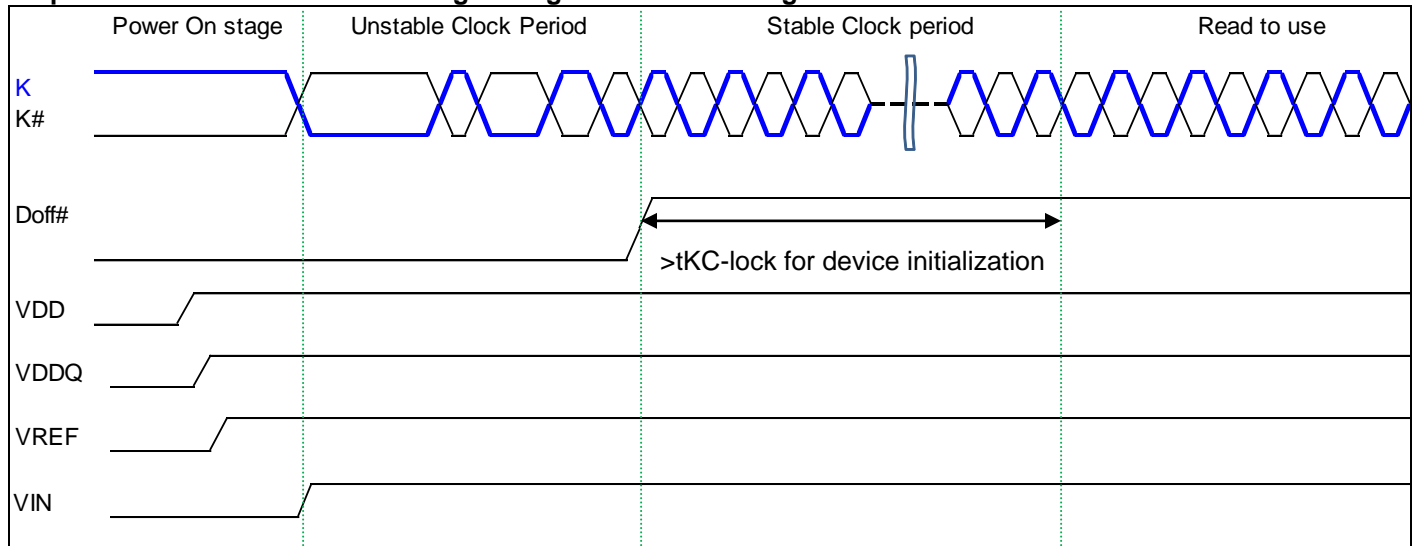 Power On stage Unstable Clock Period Stable Clock period Read to use
K
K#
Doff#
>tKC-lock for device initialization
VDD
VDDQ
VREF
VIN